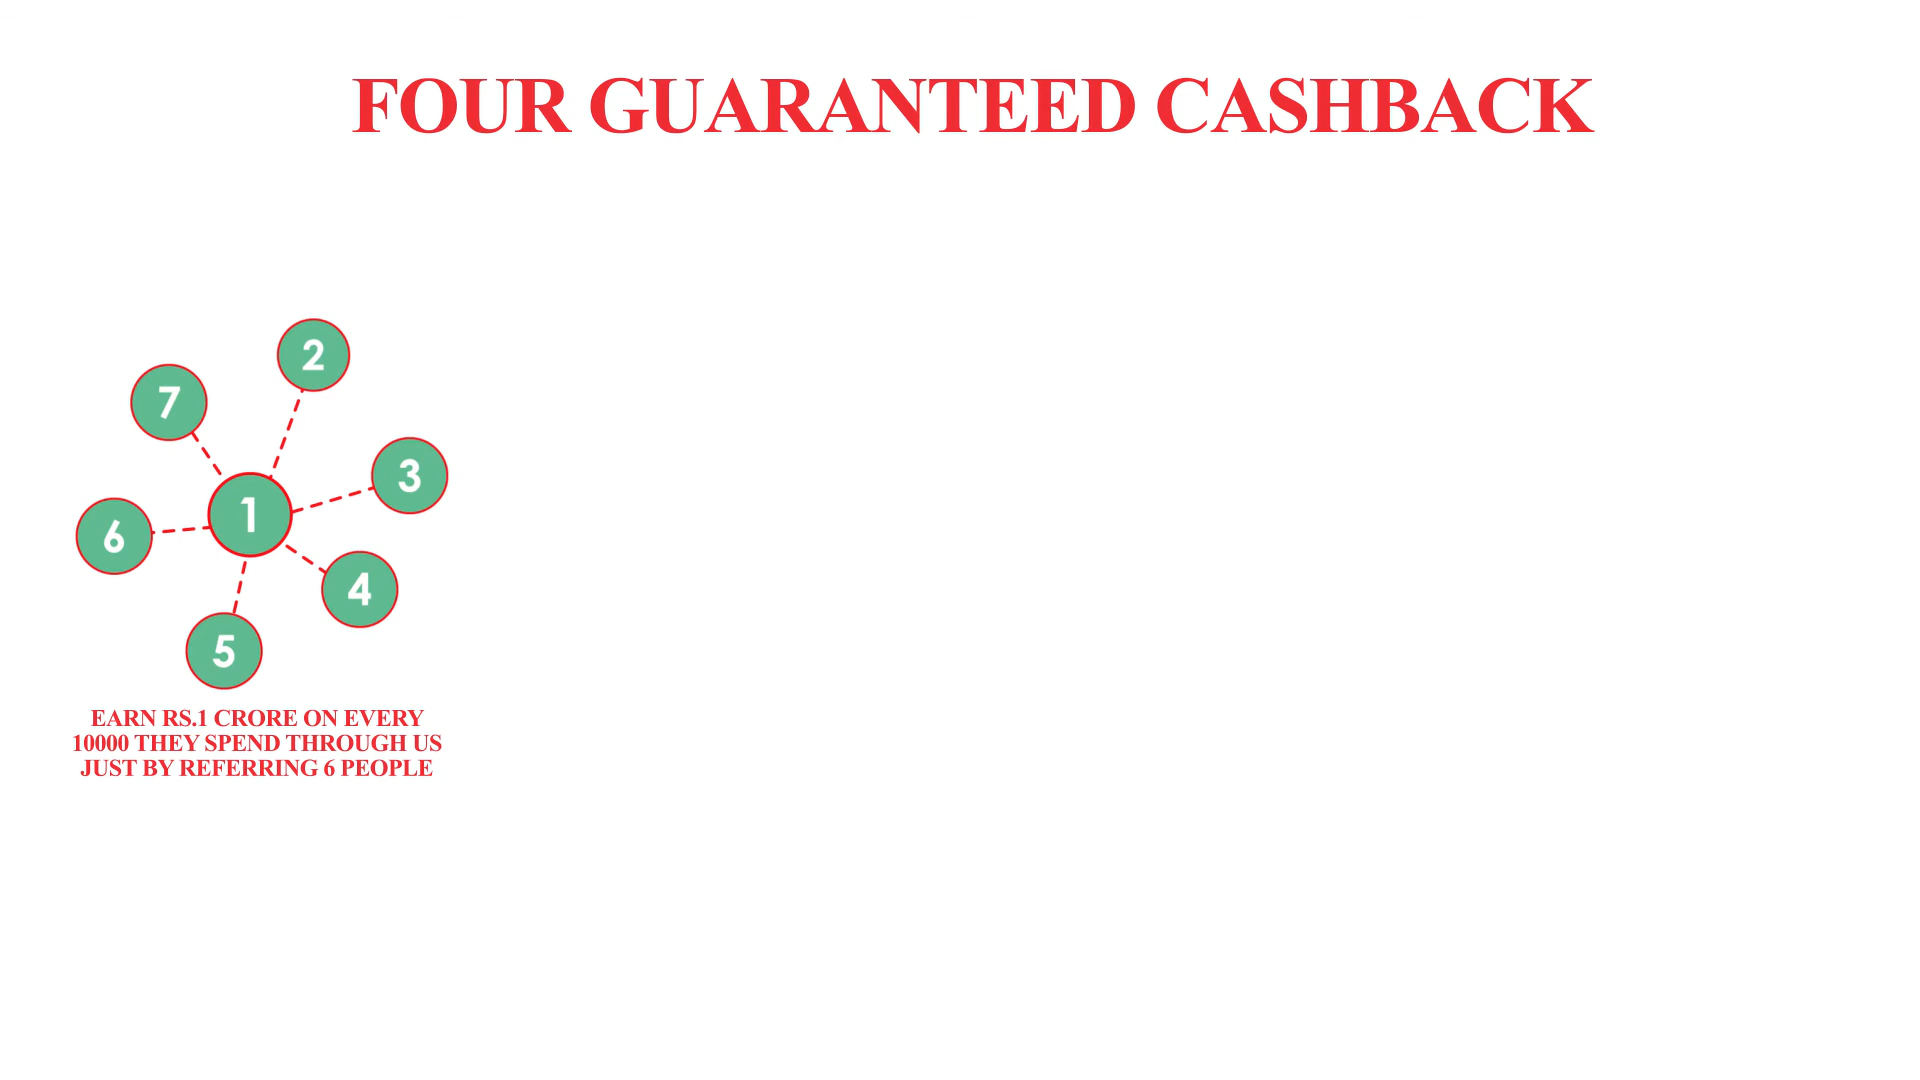 FOUR GUARANTEED CASHBACK
2
7
3
1
6
4
5
EARN RS.1 CRORE ON EVERY
10000 THEY SPEND THROUGH US
JUST BY REFERRING 6 PEOPLE